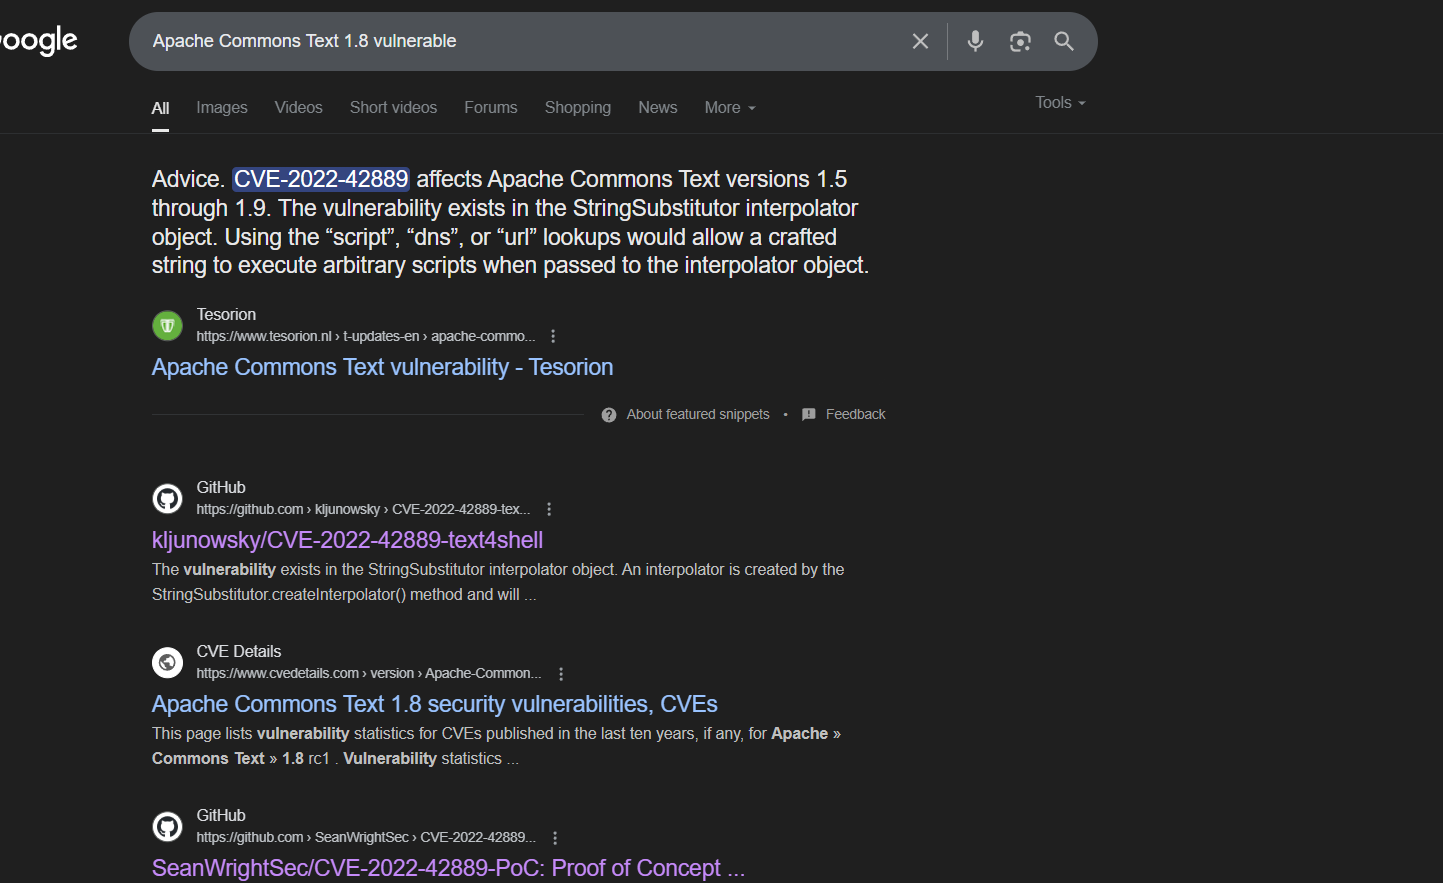 oogle
Apache Commons Text 1.8 vulnerable
All Images Videos Short videos Forums Shopping News More Tools
Advice. CVE-2022-42889 affects Apache Commons Text versions 1.5
through 1.9. The vulnerability exists in the StringSubstitutor interpolator
object. Using the “script”, “dns”, or “url” lookups would allow a crafted
string to execute arbitrary scripts when passed to the interpolator object.
Tesorion
https://www.tesorion.nl › t-updates-en › apache-commo...
Apache Commons Text vulnerability - Tesorion
About featured snippets • Feedback
GitHub
https://github.com › kljunowsky › CVE-2022-42889-tex...
kljunowsky/CVE-2022-42889-text4shell
The vulnerability exists in the StringSubstitutor interpolator object. An interpolator is created by the
StringSubstitutor.createInterpolator() method and will ...
CVE Details
https://www.cvedetails.com › version › Apache-Common...
Apache Commons Text 1.8 security vulnerabilities, CVEs
This page lists vulnerability statistics for CVEs published in the last ten years, if any, for Apache »
Commons Text » 1.8 rc1 . Vulnerability statistics ...
GitHub
https://github.com › SeanWrightSec › CVE-2022-42889...
SeanWrightSec/CVE-2022-42889-PoC: Proof of Concept ...